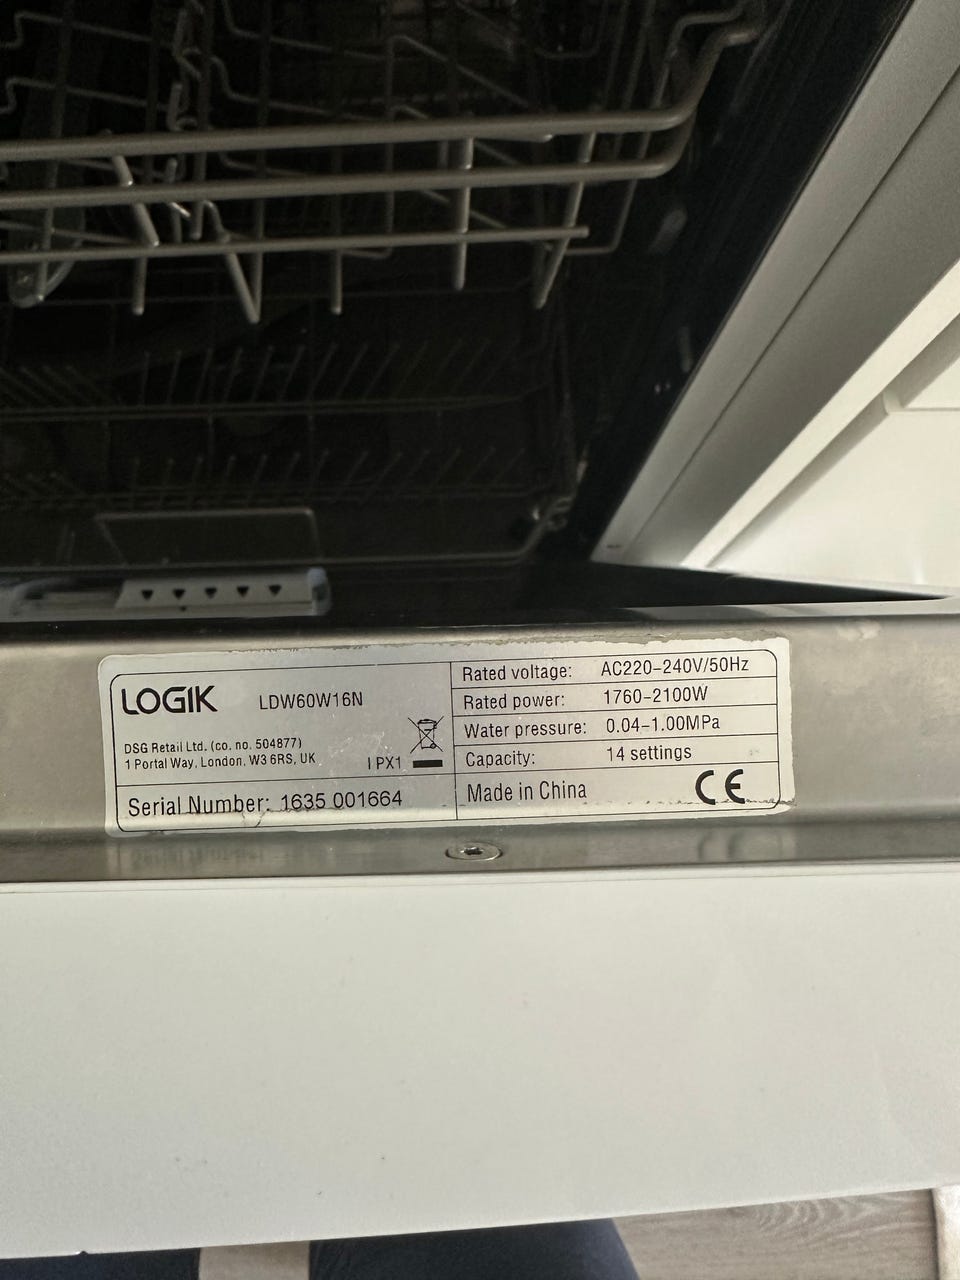 LOGIK LDW60W16N
DSG Retail Ltd. (co. no. 504877)
1 Portal Way, London, W3 6RS, UK
IPX1
Serial Number: 1635 001664
Rated voltage: AC220-240V/50Hz
Rated power: 1760-2100W
Water pressure: 0.04-1.00MPa
Capacity: 14 settings
Made in China CE